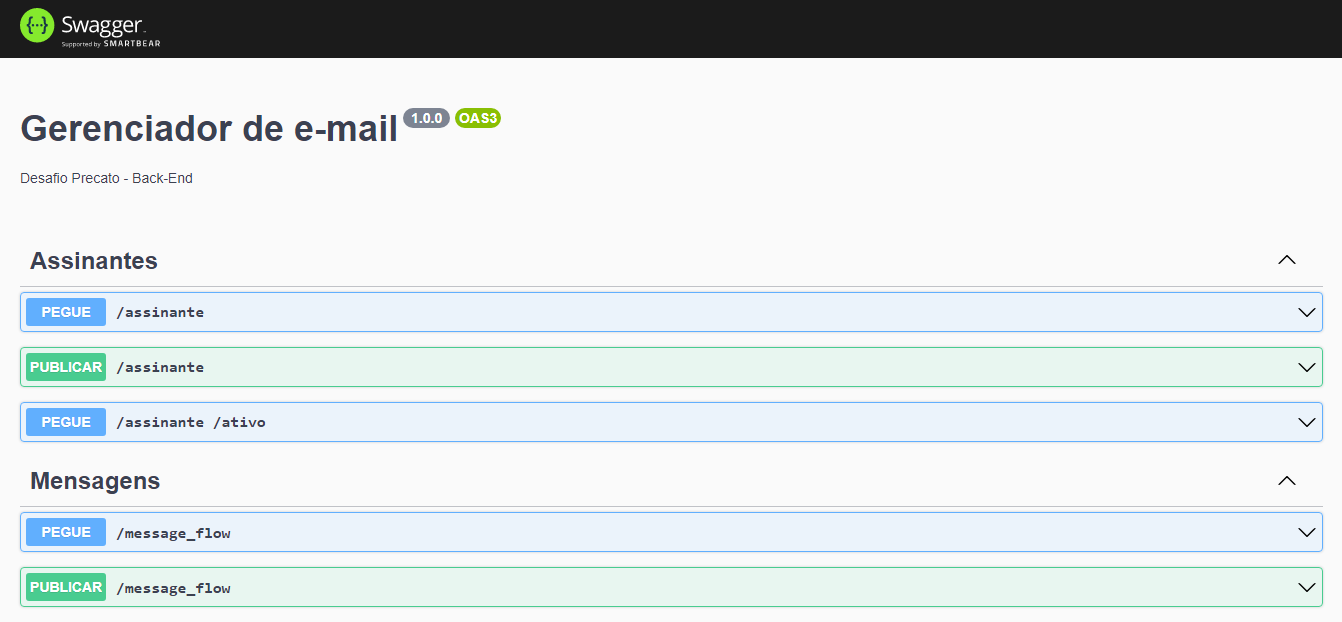 Swagger
Supported by SMARTBEAR
Gerenciador de e-mail 1.0.0 OAS3
Desafio Precato - Back-End
Assinantes
PEGUE /assinante
PUBLICAR /assinante
PEGUE /assinante /ativo
Mensagens
PEGUE /message_flow
PUBLICAR /message_flow